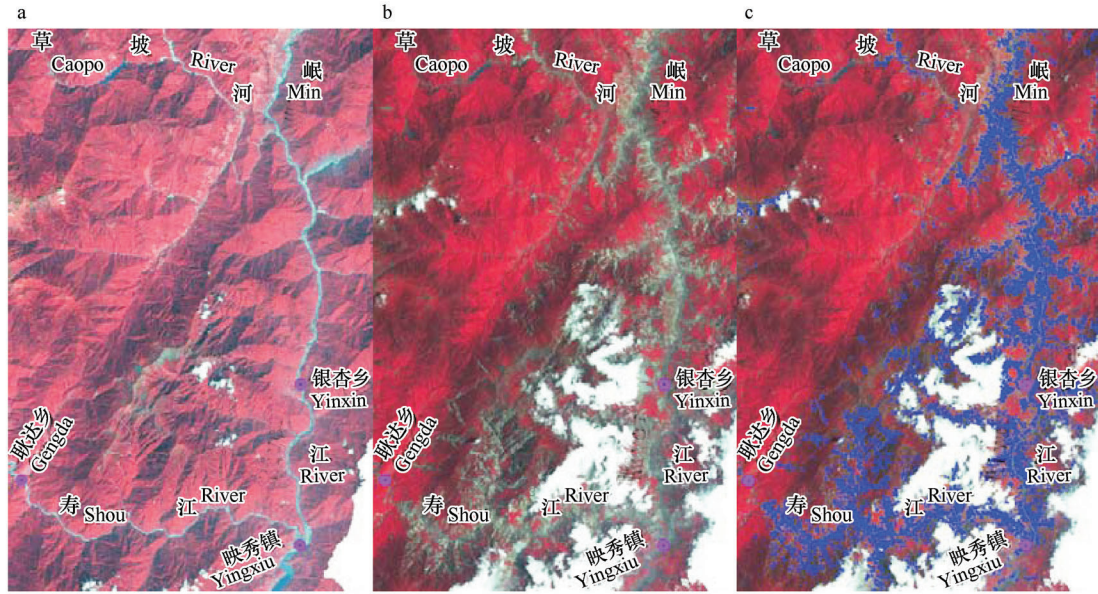 a
草 坡
Caopo River
河
岷
Min
银杏乡
Yinxin
耿达乡
Gengda
江
River
寿 江 River
Shou
映秀镇
Yingxiu
b
草 坡
Caopo River
河
岷
Min
银杏乡
Yinxin
耿达乡
Gengda
江
River
寿 江 River
Shou
映秀镇
Yingxiu
c
草 坡
Caopo River
河
岷
Min
银杏乡
Yinxin
耿达乡
Gengda
江
River
寿 江 River
Shou
映秀镇
Yingxiu